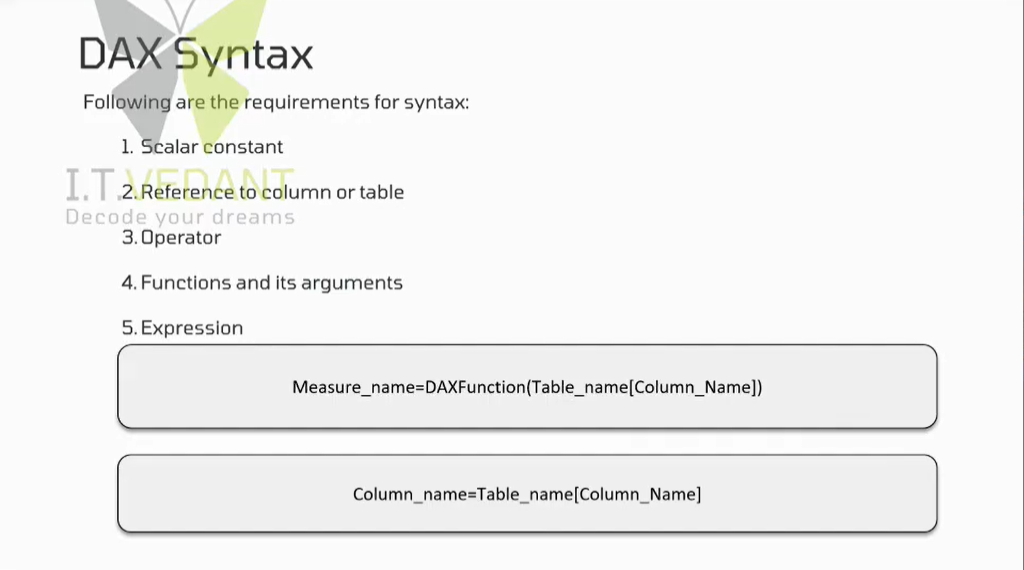 DAX Syntax
Following are the requirements for syntax:
1. Scalar constant
I.T.VEDANT
2. Reference to column or table
Decode your dreams
3. Operator
4. Functions and its arguments
5. Expression
Measure_name=DAXFunction(Table_name[Column_Name])
Column_name=Table_name[Column_Name]